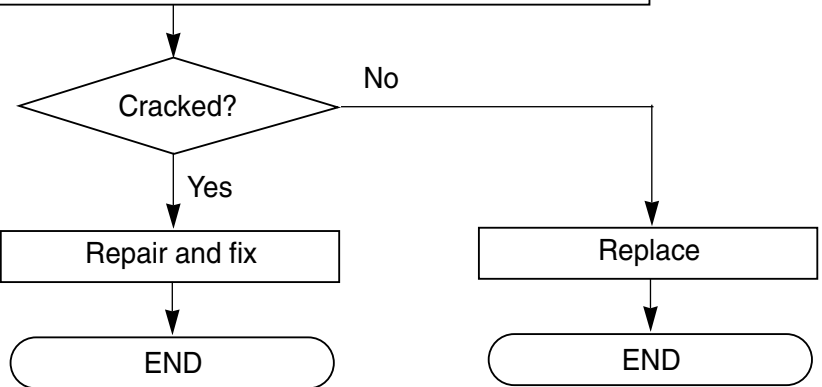 Cracked?
No
Yes
Repair and fix
Replace
END
END